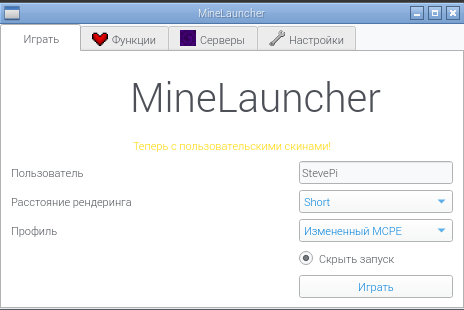 MineLauncher
Играть Функции Серверы Настройки
MineLauncher
Теперь с пользовательскими скинами!
Пользователь StevePi
Расстояние рендеринга Short
Профиль Измененный MCPE
Скрыть запуск
Играть